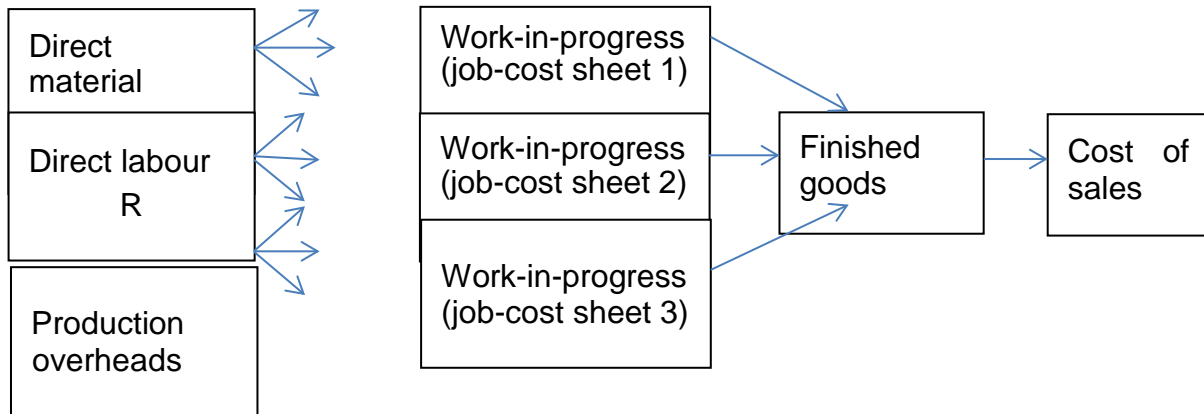 Direct
material
Direct labour
R
Production
overheads
Work-in-progress
(job-cost sheet 1)
Work-in-progress
(job-cost sheet 2)
Work-in-progress
(job-cost sheet 3)
Finished
goods
Cost of
sales